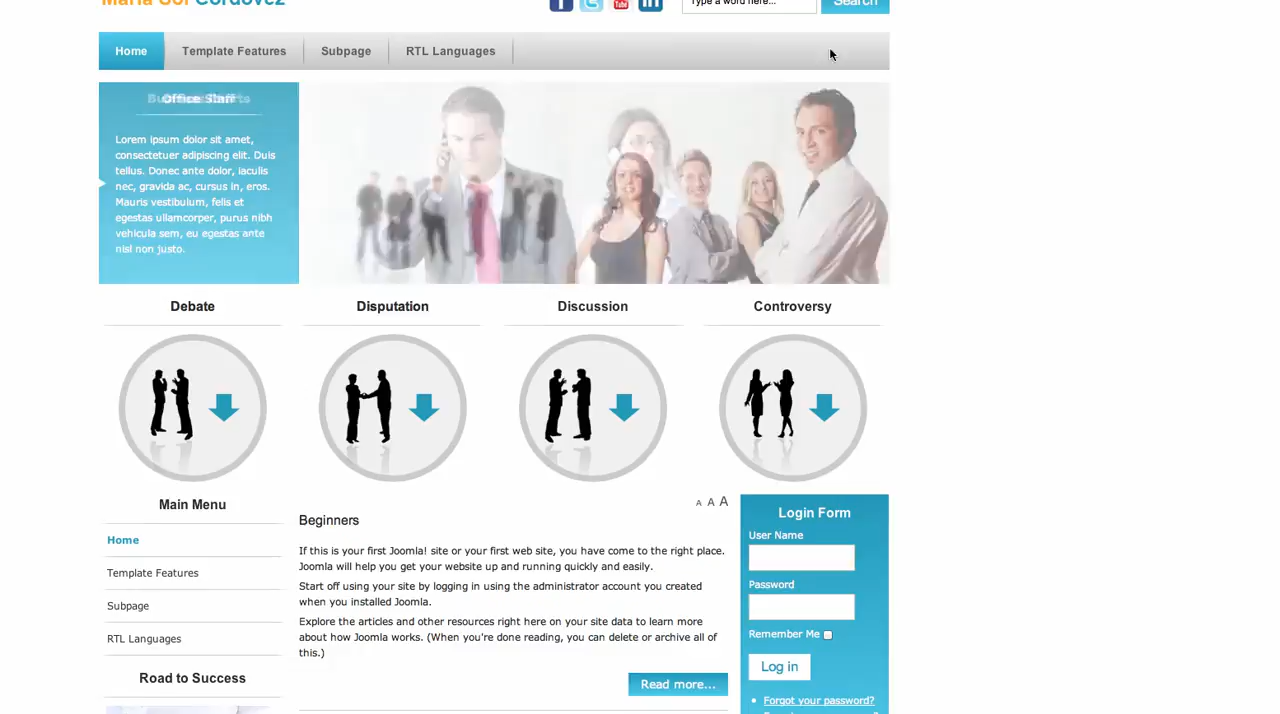 Maria Sol Cordovez
Type a word here...
Search
Home
Template Features
Subpage
RTL Languages
Office Staff
Lorem ipsum dolor sit amet,
consectetuer adipiscing elit. Duis
tellus. Donec ante dolor, iaculis
nec, gravida ac, cursus in, eros.
Mauris vestibulum, felis et
egestas ullamcorper, purus nibh
vehicula sem, eu egestas ante
nisl non justo.
Debate
Disputation
Discussion
Controversy
Main Menu
Home
Template Features
Subpage
RTL Languages
Road to Success
A A A
Beginners
If this is your first Joomla! site or your first web site, you have come to the right place.
Joomla will help you get your website up and running quickly and easily.
Start off using your site by logging in using the administrator account you created
when you installed Joomla.
Explore the articles and other resources right here on your site data to learn more
about how Joomla works. (When you're done reading, you can delete or archive all of
this.)
Read more...
Login Form
User Name
Password
Remember Me
Log in
Forgot your password?